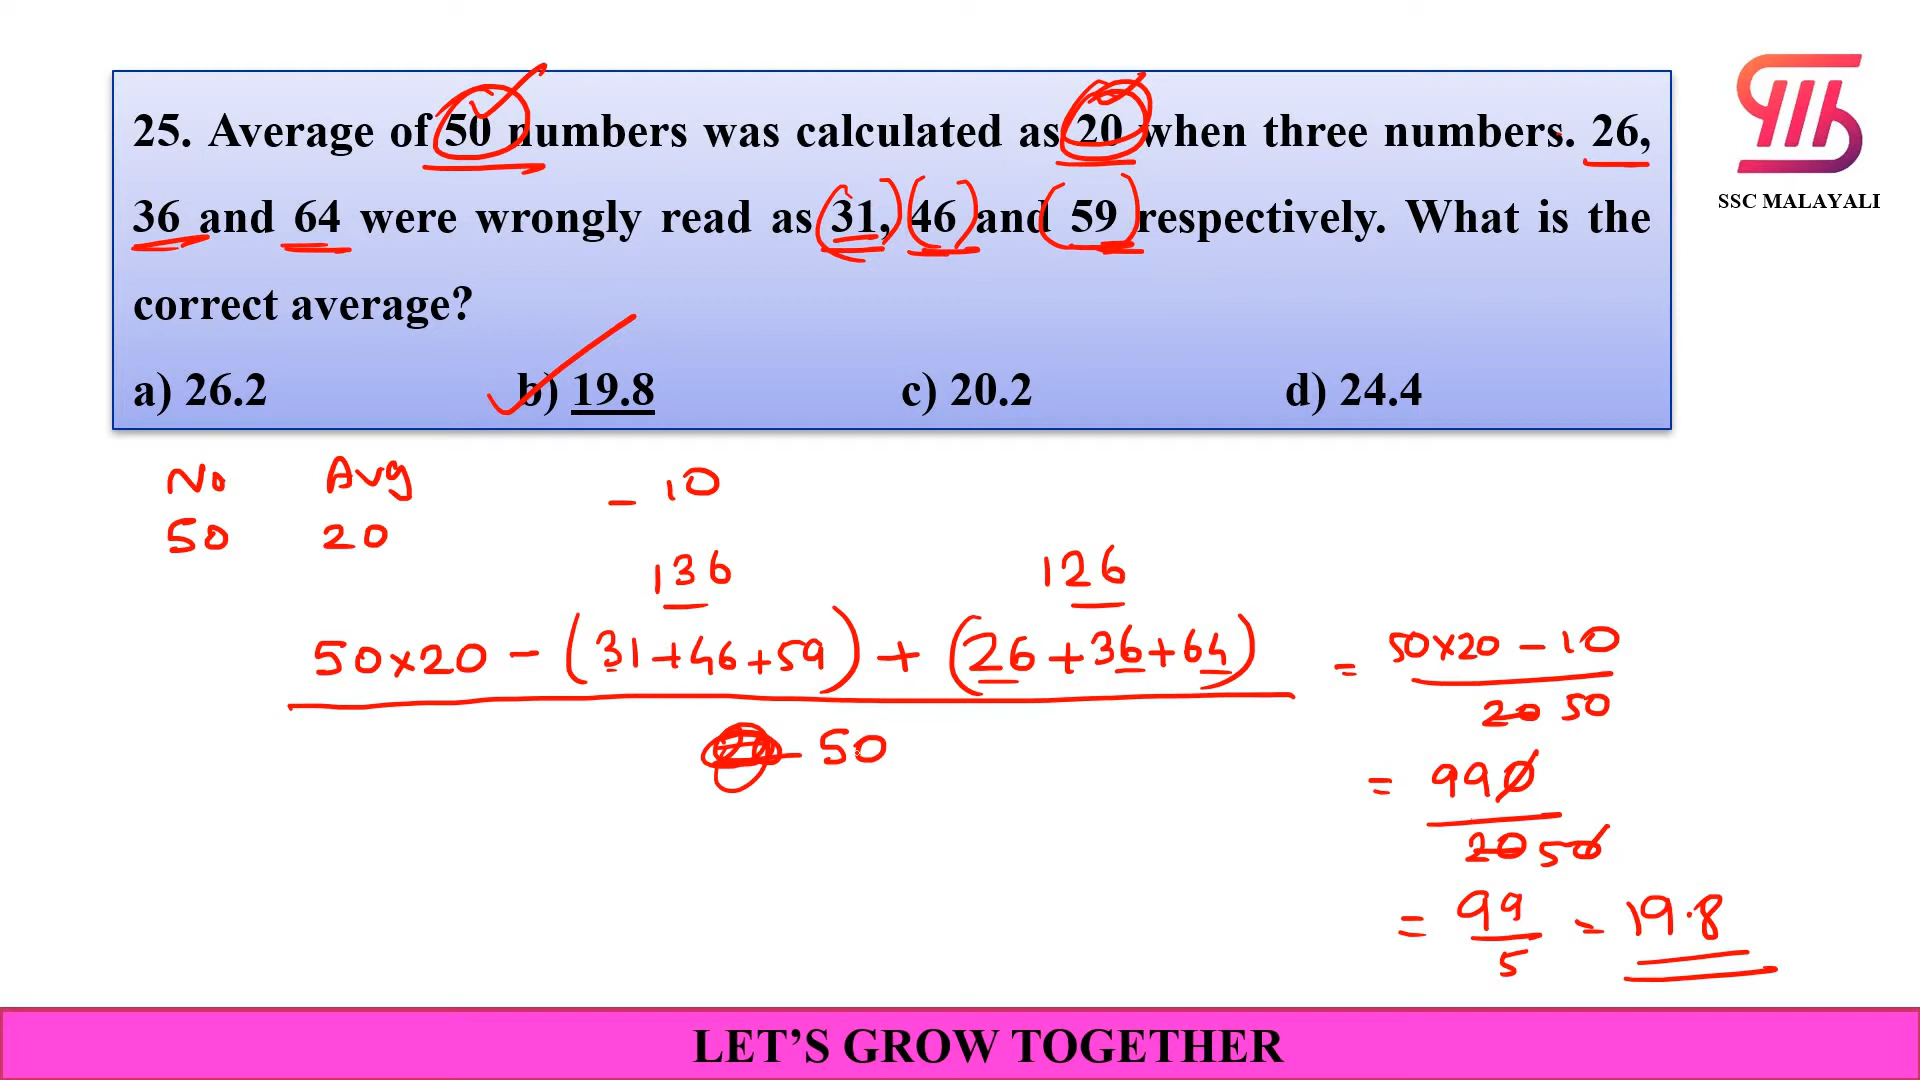 25. Average of 50 numbers was calculated as 20 when three numbers. 26,
36 and 64 were wrongly read as 31, 46 and 59 respectively. What is the
correct average?
a) 26.2 b) 19.8 c) 20.2 d) 24.4
SSC MALAYALI
No Avg
50 20
- 10
136 126
50×20 - (31+46+59) + (26+36+64)
50
= 50×20 - 10
20 50
= 990
20 50
= 99 = 19.8
5
LET’S GROW TOGETHER